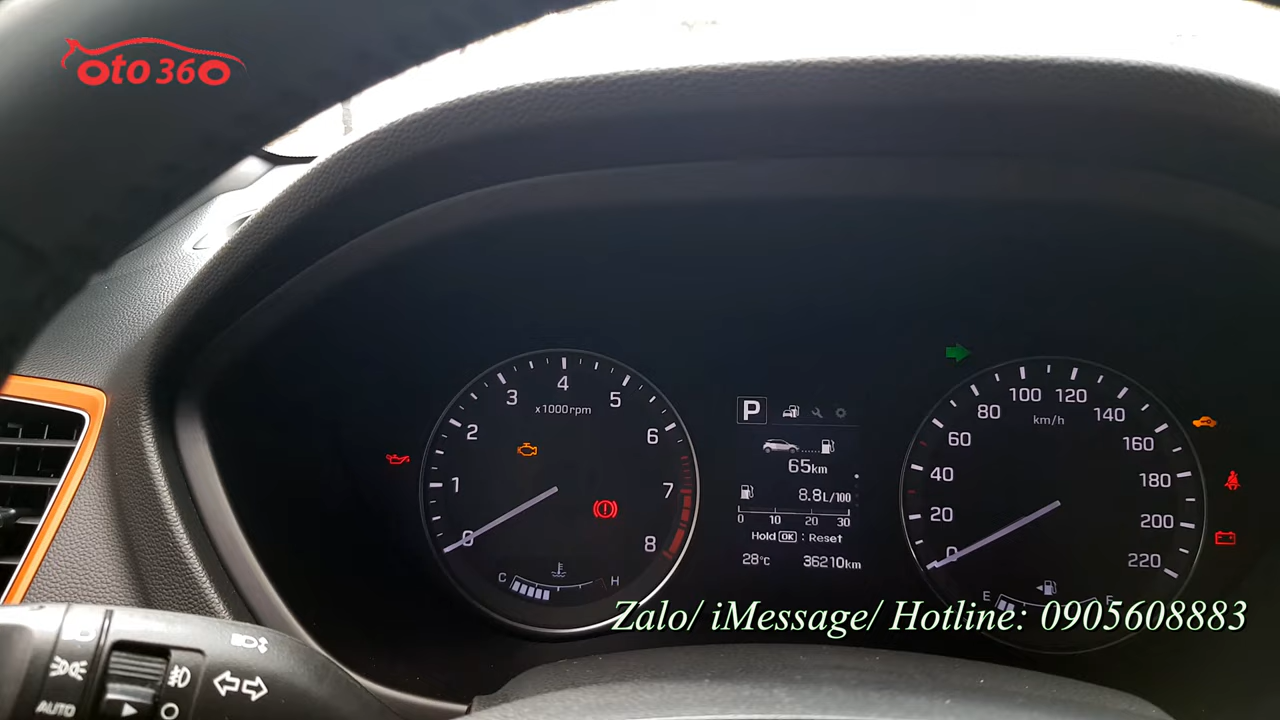 oto 360
4
3
5
x1000rpm
2
6
1
7
0
8
C
H
P
65km
8.8L/100
0 10 20 30
Hold OK : Reset
28°C 36210km
100 120
80
140
km/h
60
160
40
180
20
200
0
220
E
F
Zalo/ iMessage/ Hotline: 0905608883
AUTO